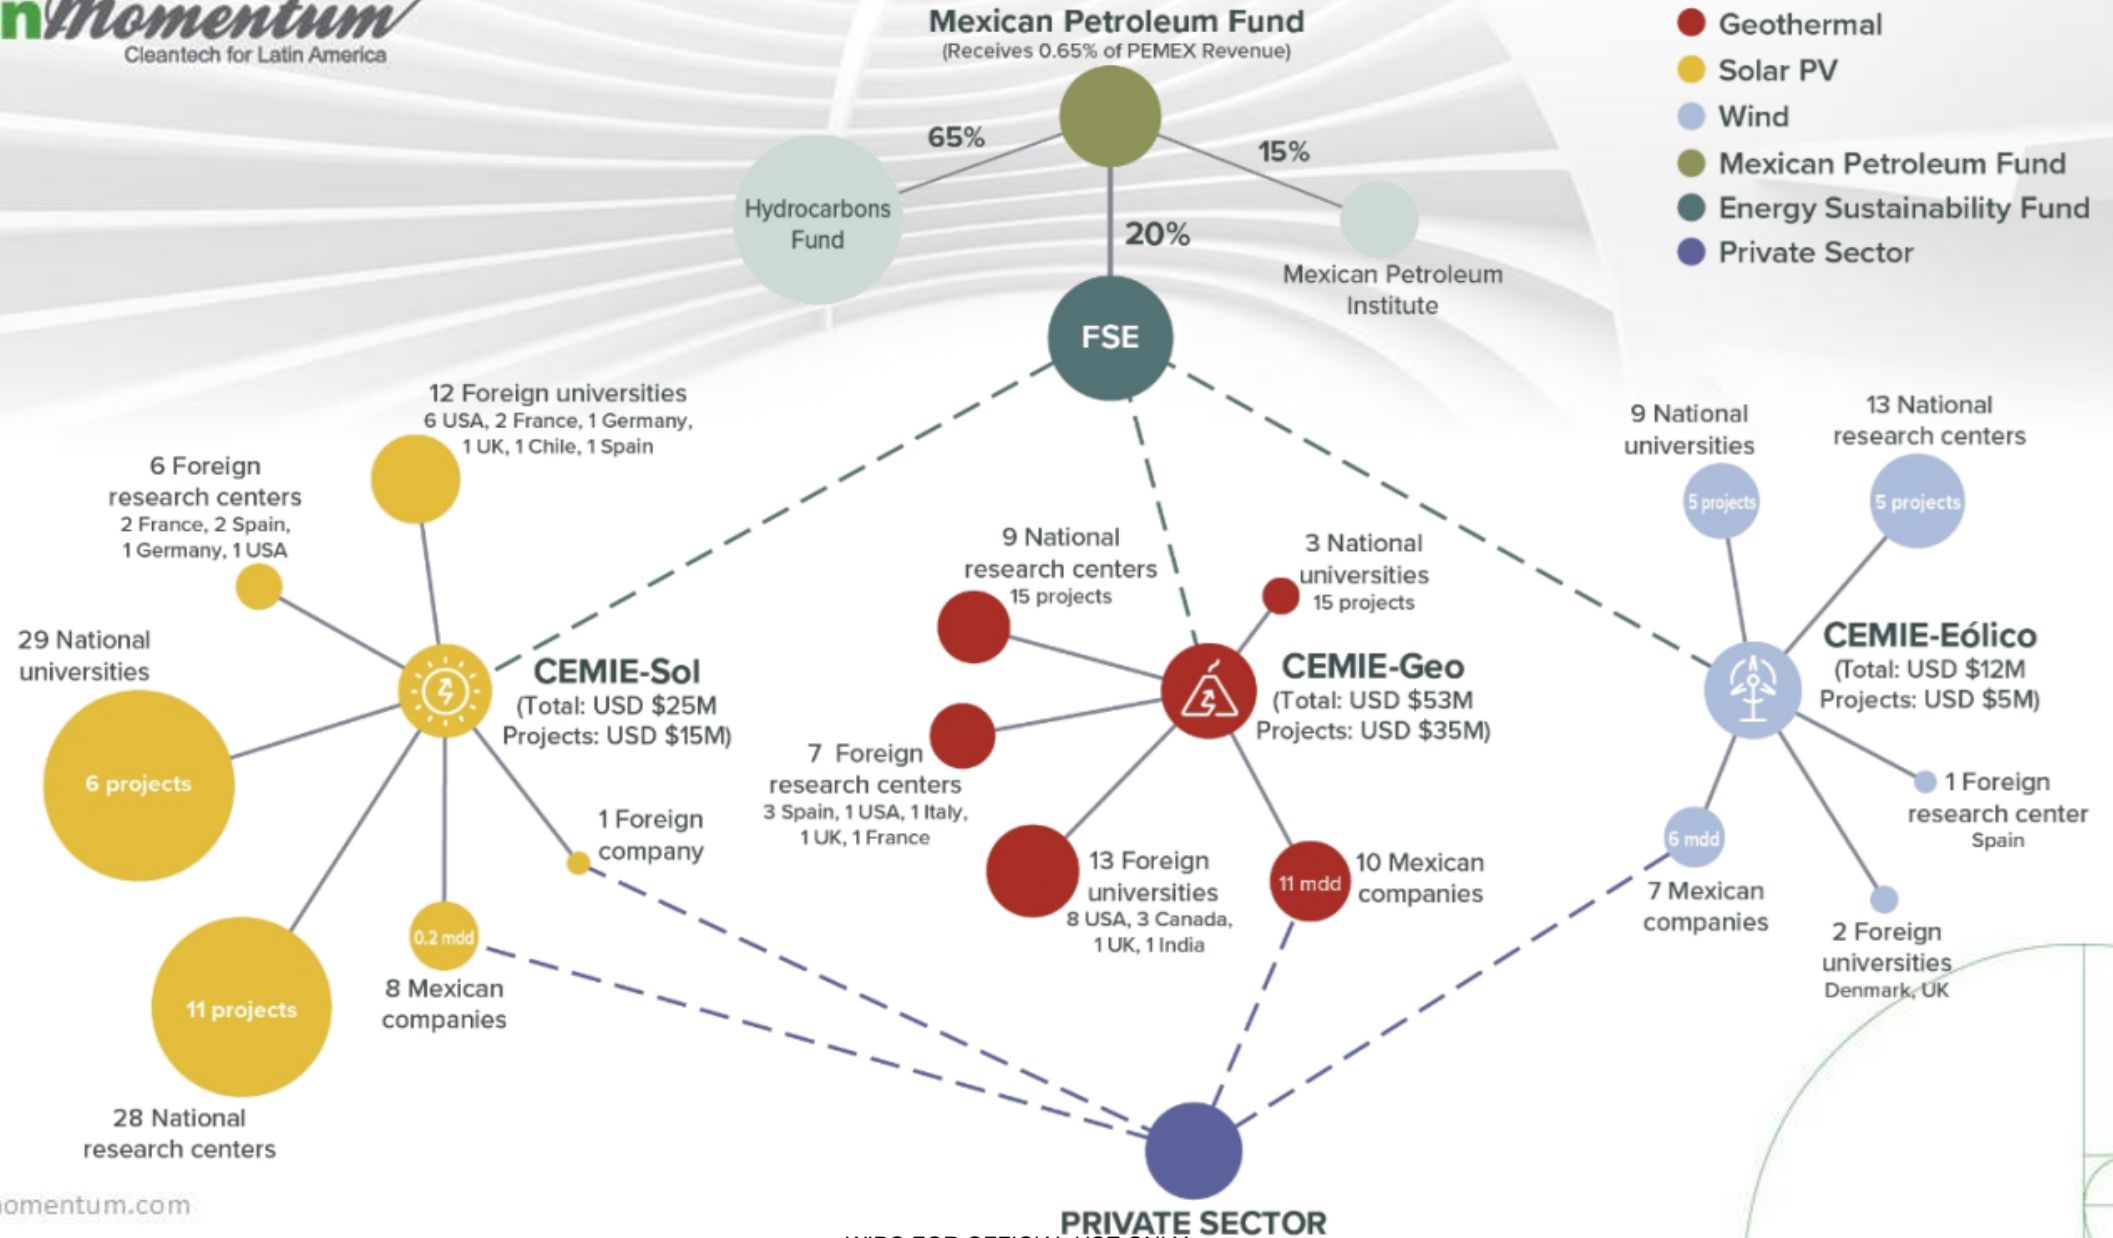 nMomentum
Cleantech for Latin America
Mexican Petroleum Fund
(Receives 0.65% of PEMEX Revenue)
65%
15%
20%
Hydrocarbons
Fund
Mexican Petroleum
Institute
FSE
Geothermal
Solar PV
Wind
Mexican Petroleum Fund
Energy Sustainability Fund
Private Sector
12 Foreign universities
6 USA, 2 France, 1 Germany,
1 UK, 1 Chile, 1 Spain
6 Foreign
research centers
2 France, 2 Spain,
1 Germany, 1 USA
29 National
universities
6 projects
CEMIE-Sol
(Total: USD $25M
Projects: USD $15M)
1 Foreign
company
0.2 mdd
8 Mexican
companies
11 projects
28 National
research centers
9 National
research centers
15 projects
3 National
universities
15 projects
CEMIE-Geo
(Total: USD $53M
Projects: USD $35M)
7 Foreign
research centers
3 Spain, 1 USA, 1 Italy,
1 UK, 1 France
13 Foreign
universities
8 USA, 3 Canada,
1 UK, 1 India
11 mdd
10 Mexican
companies
9 National
universities
5 projects
13 National
research centers
5 projects
CEMIE-Eólico
(Total: USD $12M
Projects: USD $5M)
1 Foreign
research center
Spain
6 mdd
7 Mexican
companies
2 Foreign
universities
Denmark, UK
PRIVATE SECTOR
omentum.com
WIPS FOR OFFICIAL USE ONLY